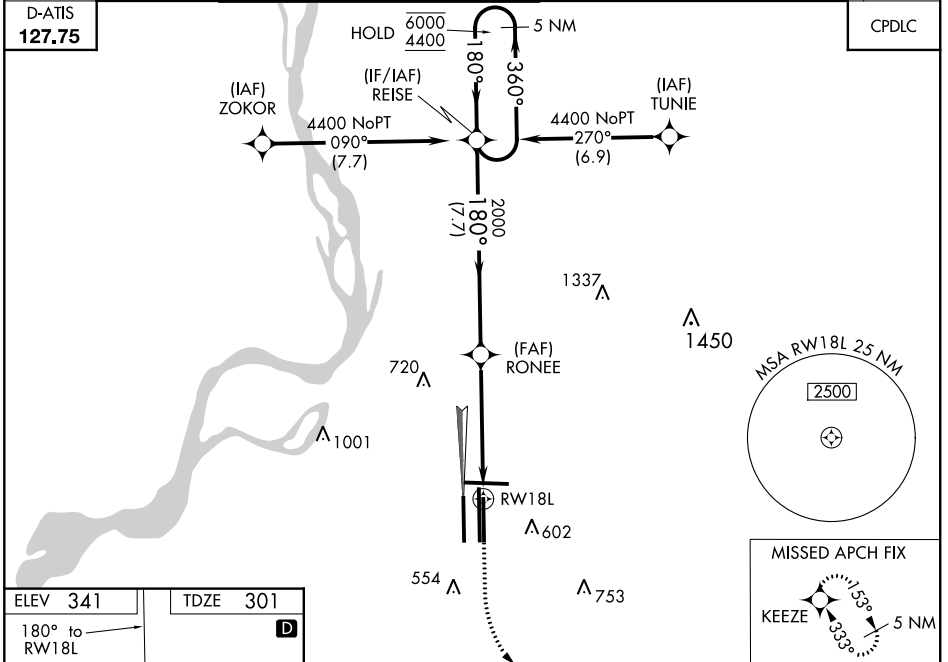 D-ATIS
127.75
HOLD
6000
4400
5 NM
CPDLC
180°
360°
(IF/IAF)
REISE
(IAF)
ZOKOR
(IAF)
TUNIE
4400 NoPT
090°
(7.7)
4400 NoPT
270°
(6.9)
2000
180°
(7.7)
1337
1450
(FAF)
RONEE
720
MSA RW18L 25 NM
2500
1001
RW18L
602
554
753
MISSED APCH FIX
KEEZE
153°
333°
5 NM
ELEV 341
TDZE 301
180° to
RW18L
D